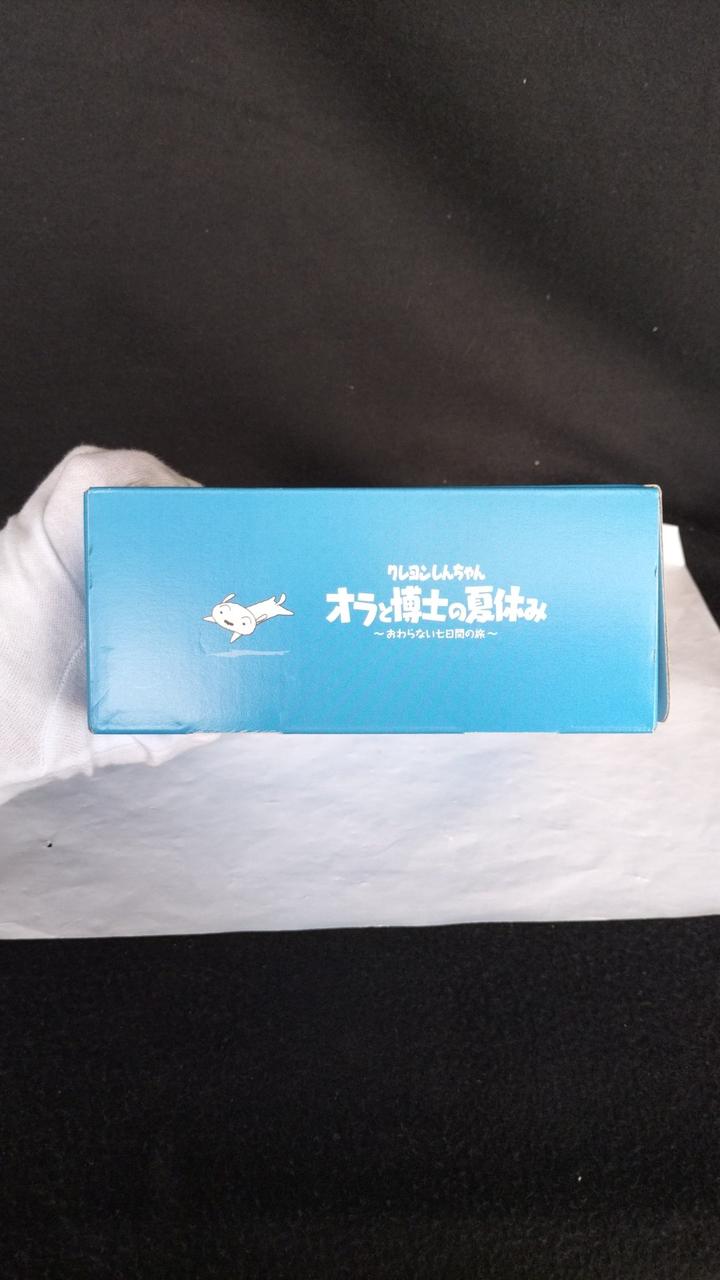 クレヨンしんちゃん
オラと博士の夏休み
～おわらない七日間の旅～